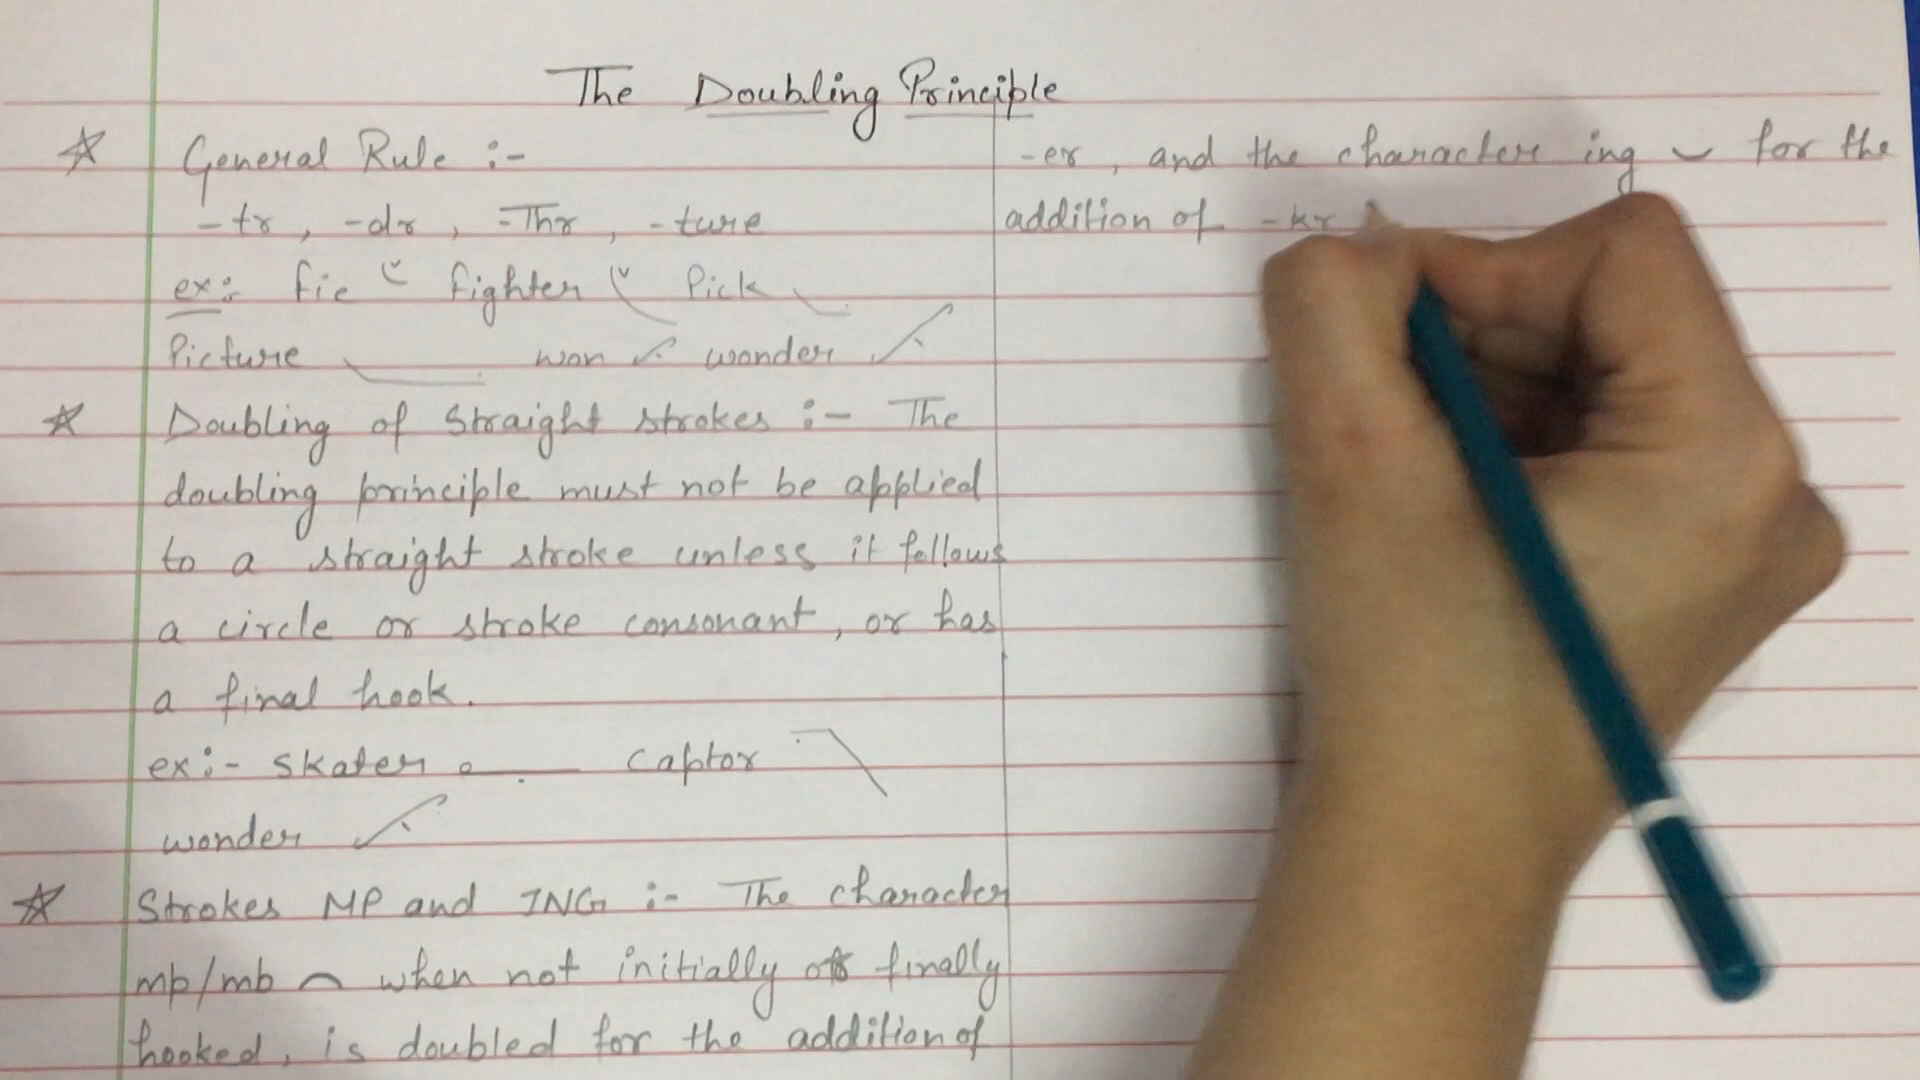 The Doubling Principle
General Rule :-
-tr, -dr, -Thr, -ture
ex:- fie fighter Pick
Picture won wonder
Doubling of straight strokes :- The
doubling principle must not be applied
to a straight stroke unless it follows
a circle or stroke consonant, or has
a final hook.
ex:- skater captor
wonder
Strokes MP and ING :- The character
mp/mb when not initially or finally
hooked, is doubled for the addition of
-er, and the character ing for the
addition of -kr